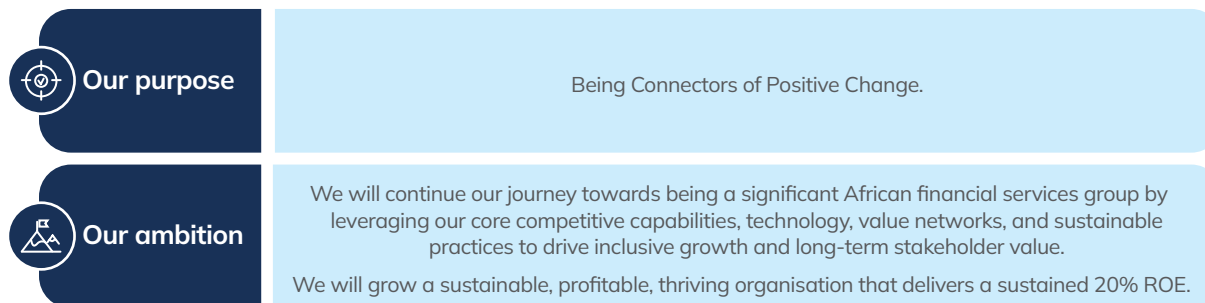 Our purpose
Being Connectors of Positive Change.
Our ambition
We will continue our journey towards being a significant African financial services group by
leveraging our core competitive capabilities, technology, value networks, and sustainable
practices to drive inclusive growth and long-term stakeholder value.
We will grow a sustainable, profitable, thriving organisation that delivers a sustained 20% ROE.